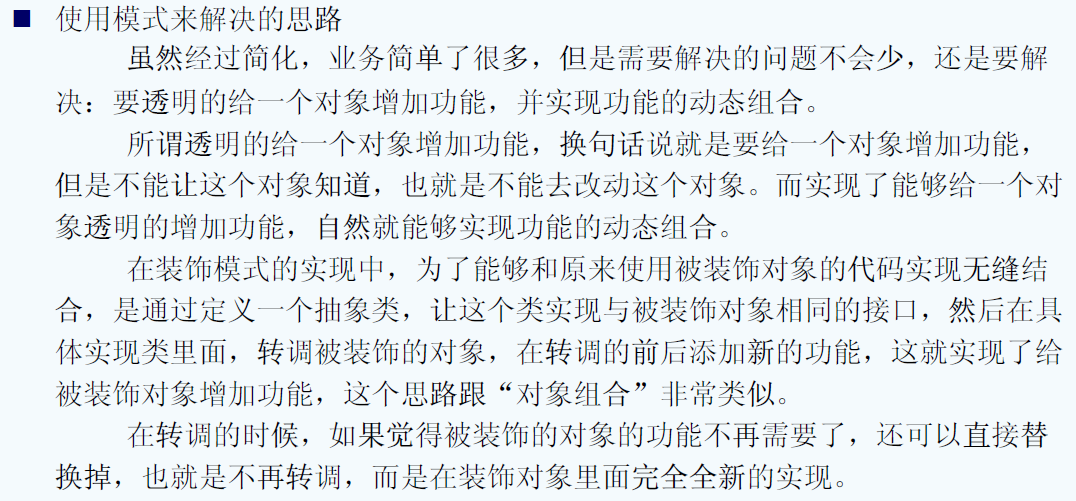 ■ 使用模式来解决的思路
虽然经过简化，业务简单了很多，但是需要解决的问题不会少，还是要解
决：要透明的给一个对象增加功能，并实现功能的动态组合。
所谓透明的给一个对象增加功能，换句话说就是要给一个对象增加功能，
但是不能让这个对象知道，也就是不能去改动这个对象。而实现了能够给一个对
象透明的增加功能，自然就能够实现功能的动态组合。
在装饰模式的实现中，为了能够和原来使用被装饰对象的代码实现无缝结
合，是通过定义一个抽象类，让这个类实现与被装饰对象相同的接口，然后在具
体实现类里面，转调被装饰的对象，在转调的前后添加新的功能，这就实现了给
被装饰对象增加功能，这个思路跟“对象组合”非常类似。
在转调的时候，如果觉得被装饰的对象的功能不再需要了，还可以直接替
换掉，也就是不再转调，而是在装饰对象里面完全全新的实现。